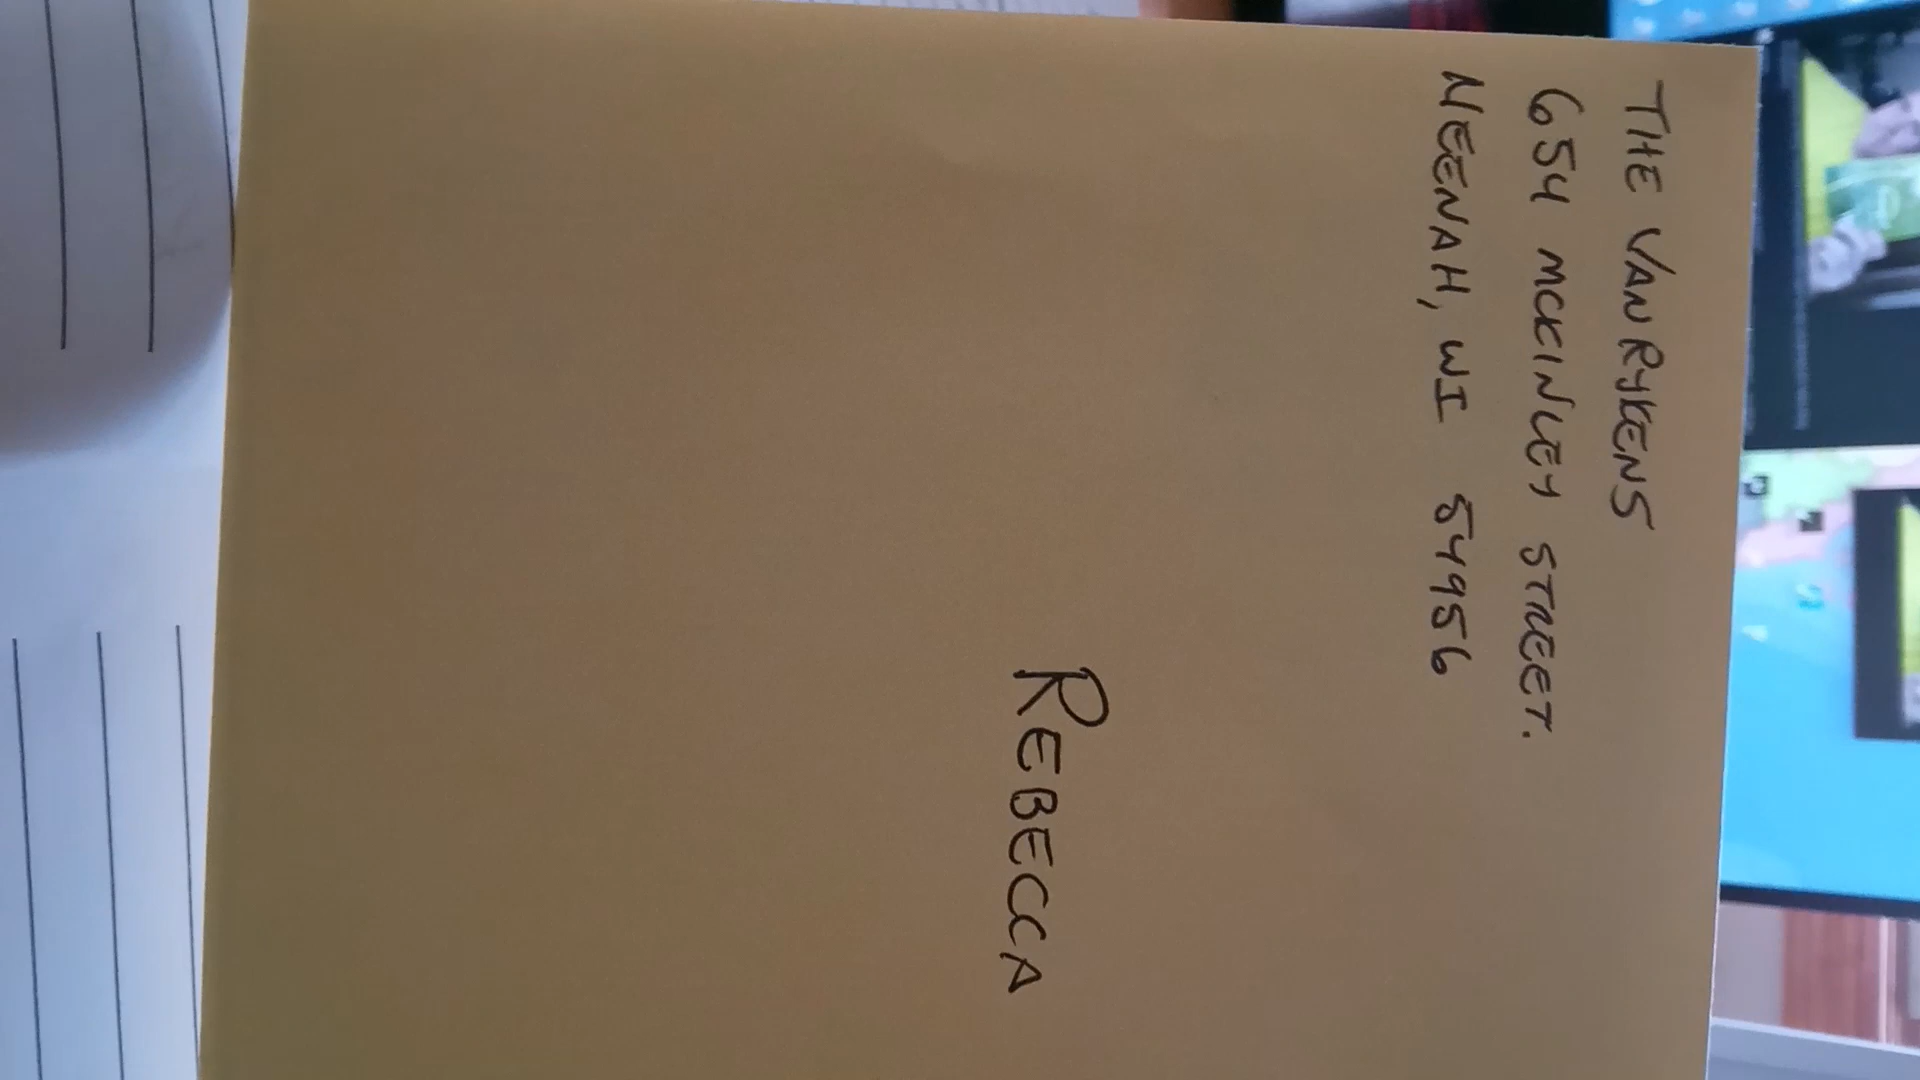 THE VANRYKENS
654 MCKINLEY STREET.
NEENAH, WI 54956
REBECCA